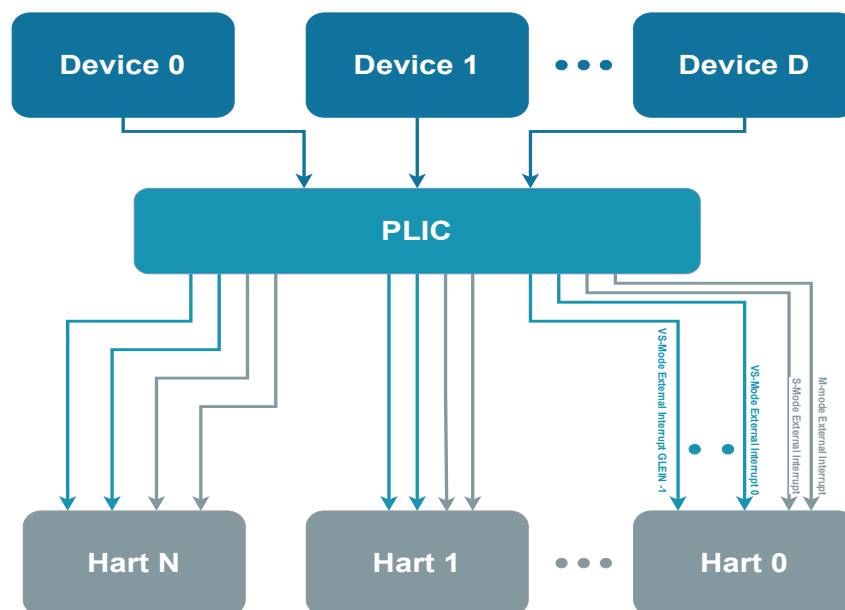 Device 0
Device 1
Device D
PLIC
VS-Mode External Interrupt GLEIN -1
VS-Mode External Interrupt 0
S-Mode External Interrupt
M-mode External Interrupt
Hart N
Hart 1
Hart 0